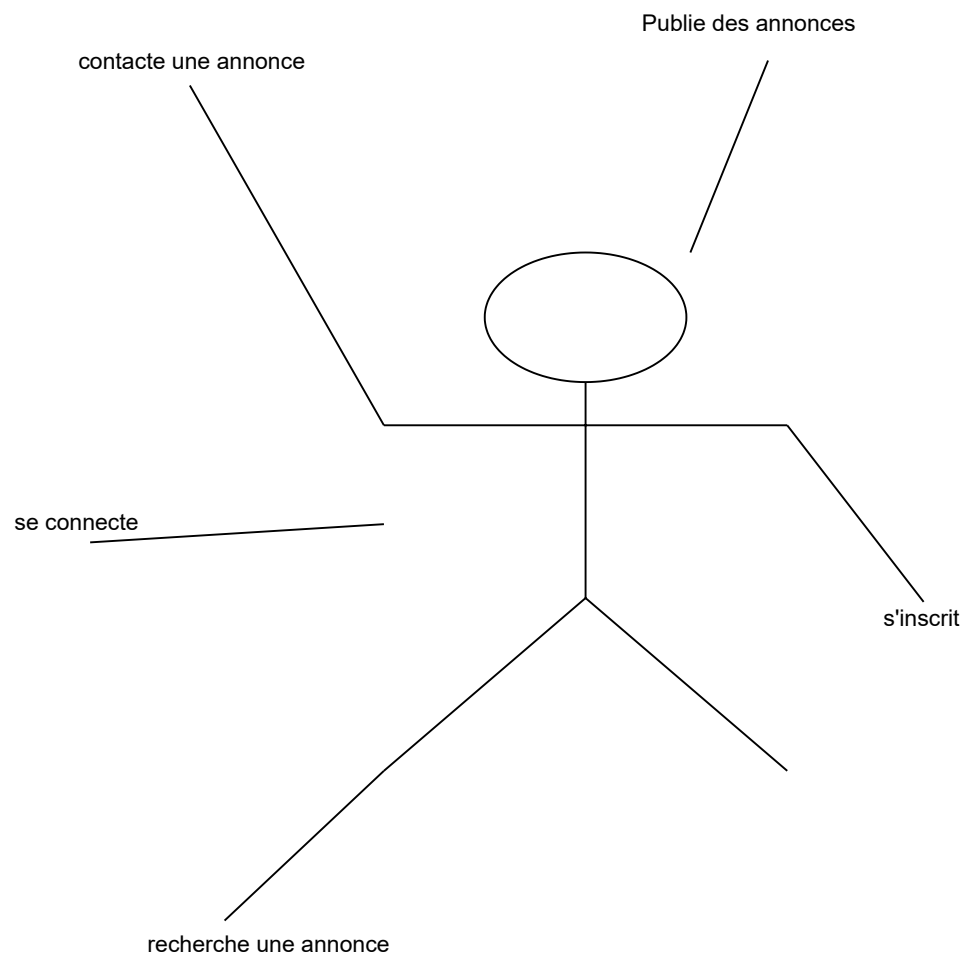 Publie des annonces
contacte une annonce
se connecte
s'inscrit
recherche une annonce